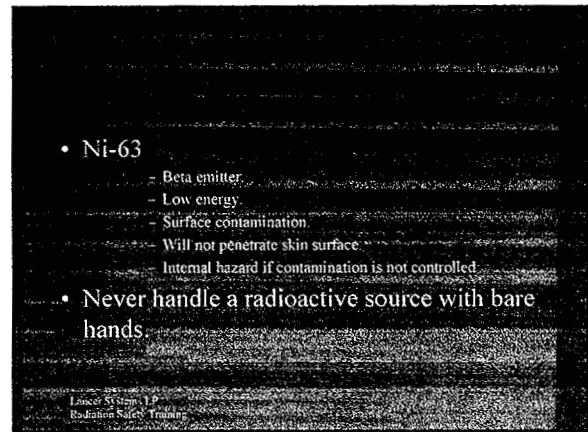 • Ni-63
– Beta emitter.
– Low energy.
– Surface contamination.
– Will not penetrate skin surface.
– Internal hazard if contamination is not controlled.
• Never handle a radioactive source with bare
hands.
Lancer Systems, LP
Radiation Safety Training